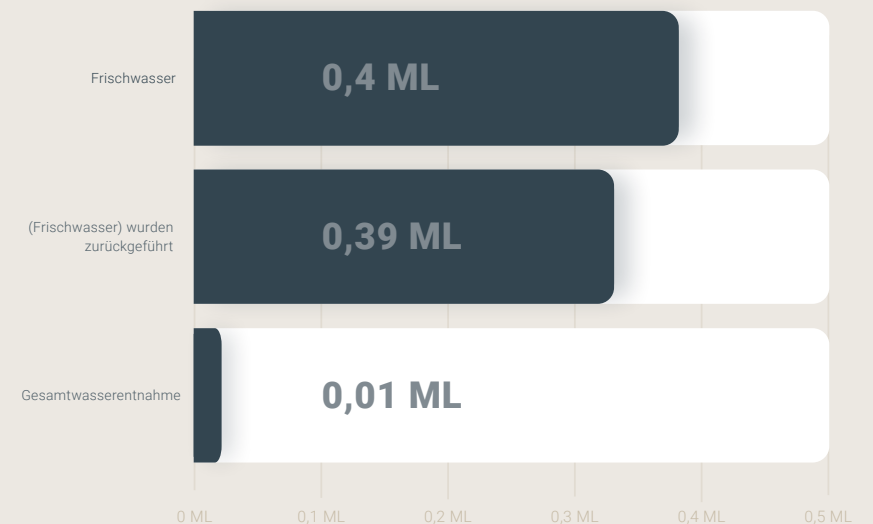 Frischwasser
0,4 ML
(Frischwasser) wurden
zurückgeführt
0,39 ML
Gesamtwasserentnahme
0,01 ML
0 ML 0,1 ML 0,2 ML 0,3 ML 0,4 ML 0,5 ML